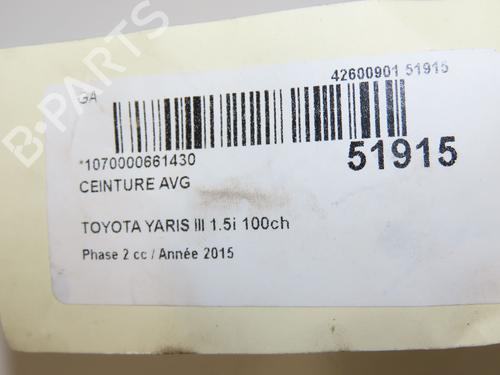 42600901 51915
GA
*1070000661430
51915
CEINTURE AVG
TOYOTA YARIS III 1.5i 100ch
Phase 2 cc / Année 2015
B-PARTS